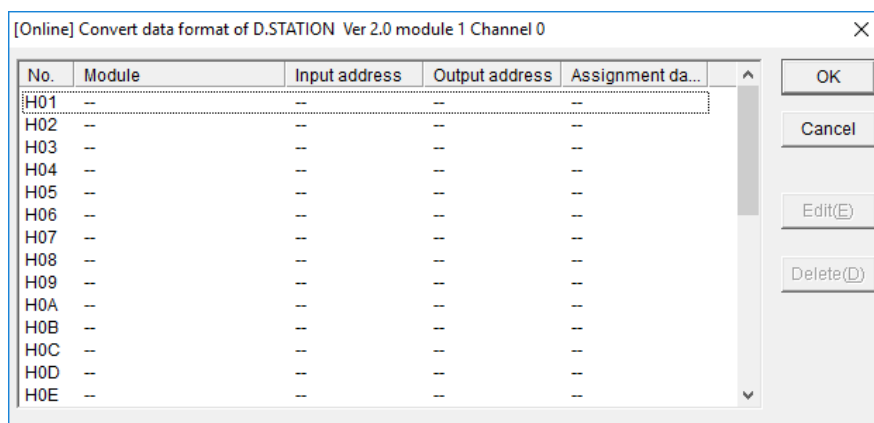 [Online] Convert data format of D.STATION  Ver 2.0 module 1 Channel 0
No. Module Input address Output address Assignment da...
H01 -- -- -- --
H02 -- -- -- --
H03 -- -- -- --
H04 -- -- -- --
H05 -- -- -- --
H06 -- -- -- --
H07 -- -- -- --
H08 -- -- -- --
H09 -- -- -- --
H0A -- -- -- --
H0B -- -- -- --
H0C -- -- -- --
H0D -- -- -- --
H0E -- -- -- --
OK
Cancel
Edit(E)
Delete(D)